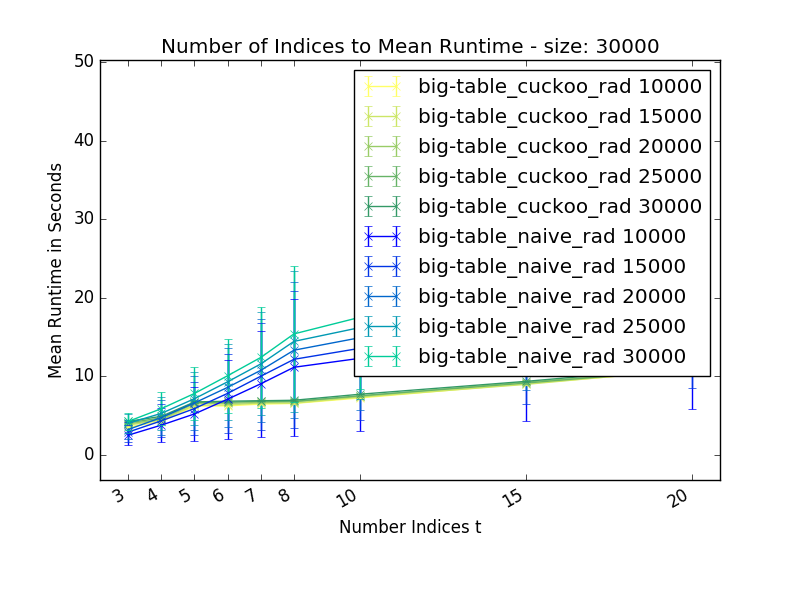 Number of Indices to Mean Runtime - size: 30000
50
40
30
20
10
0
Mean Runtime in Seconds
big-table_cuckoo_rad 10000
big-table_cuckoo_rad 15000
big-table_cuckoo_rad 20000
big-table_cuckoo_rad 25000
big-table_cuckoo_rad 30000
big-table_naive_rad 10000
big-table_naive_rad 15000
big-table_naive_rad 20000
big-table_naive_rad 25000
big-table_naive_rad 30000
3 4 5 6 7 8 10 15 20
Number Indices t